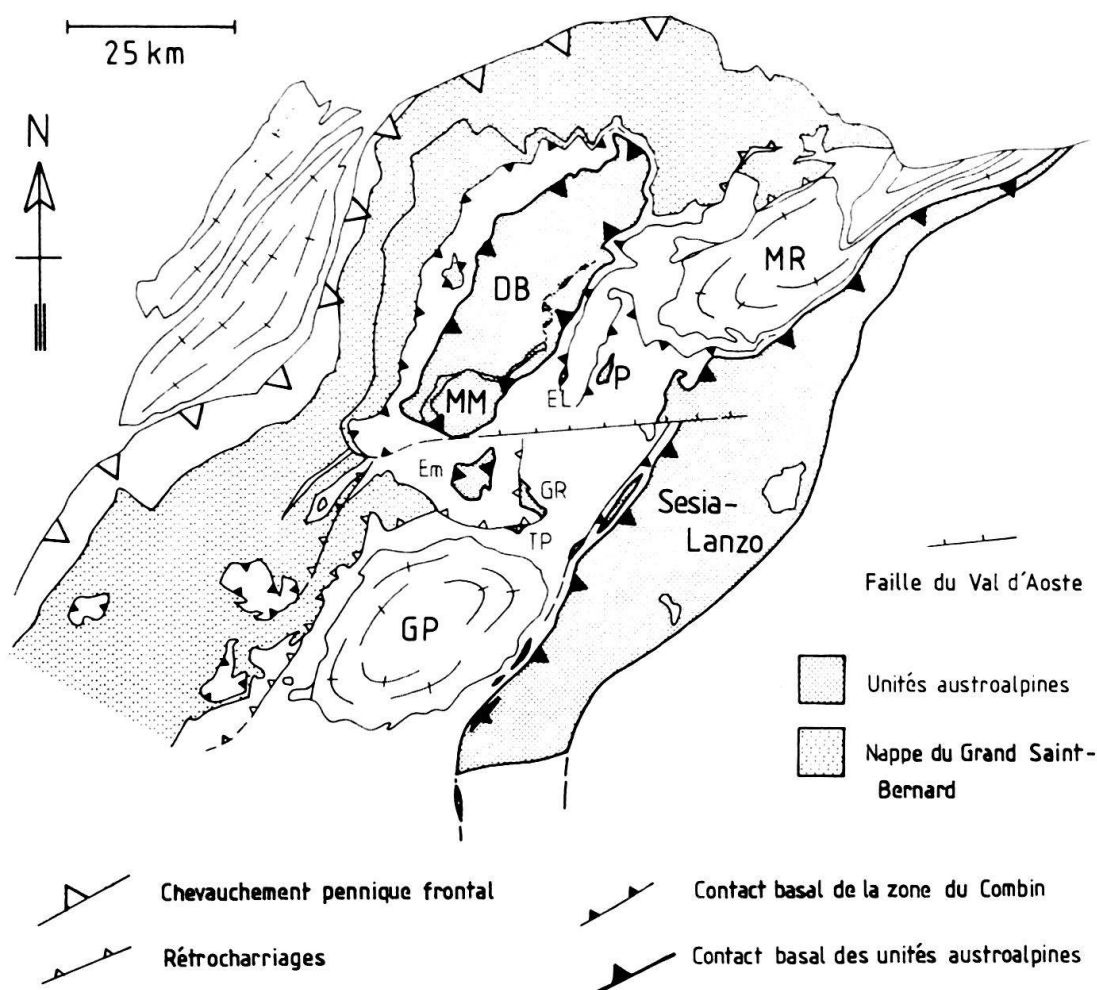 25 km
N
DB
MR
MM
EL
P
Em
GR
TP
GP
Sesia-
Lanzo
Faille du Val d'Aoste
Unités austroalpines
Nappe du Grand Saint-
Bernard
Chevauchement pennique frontal
Contact basal de la zone du Combin
Rétrocharriages
Contact basal des unités austroalpines